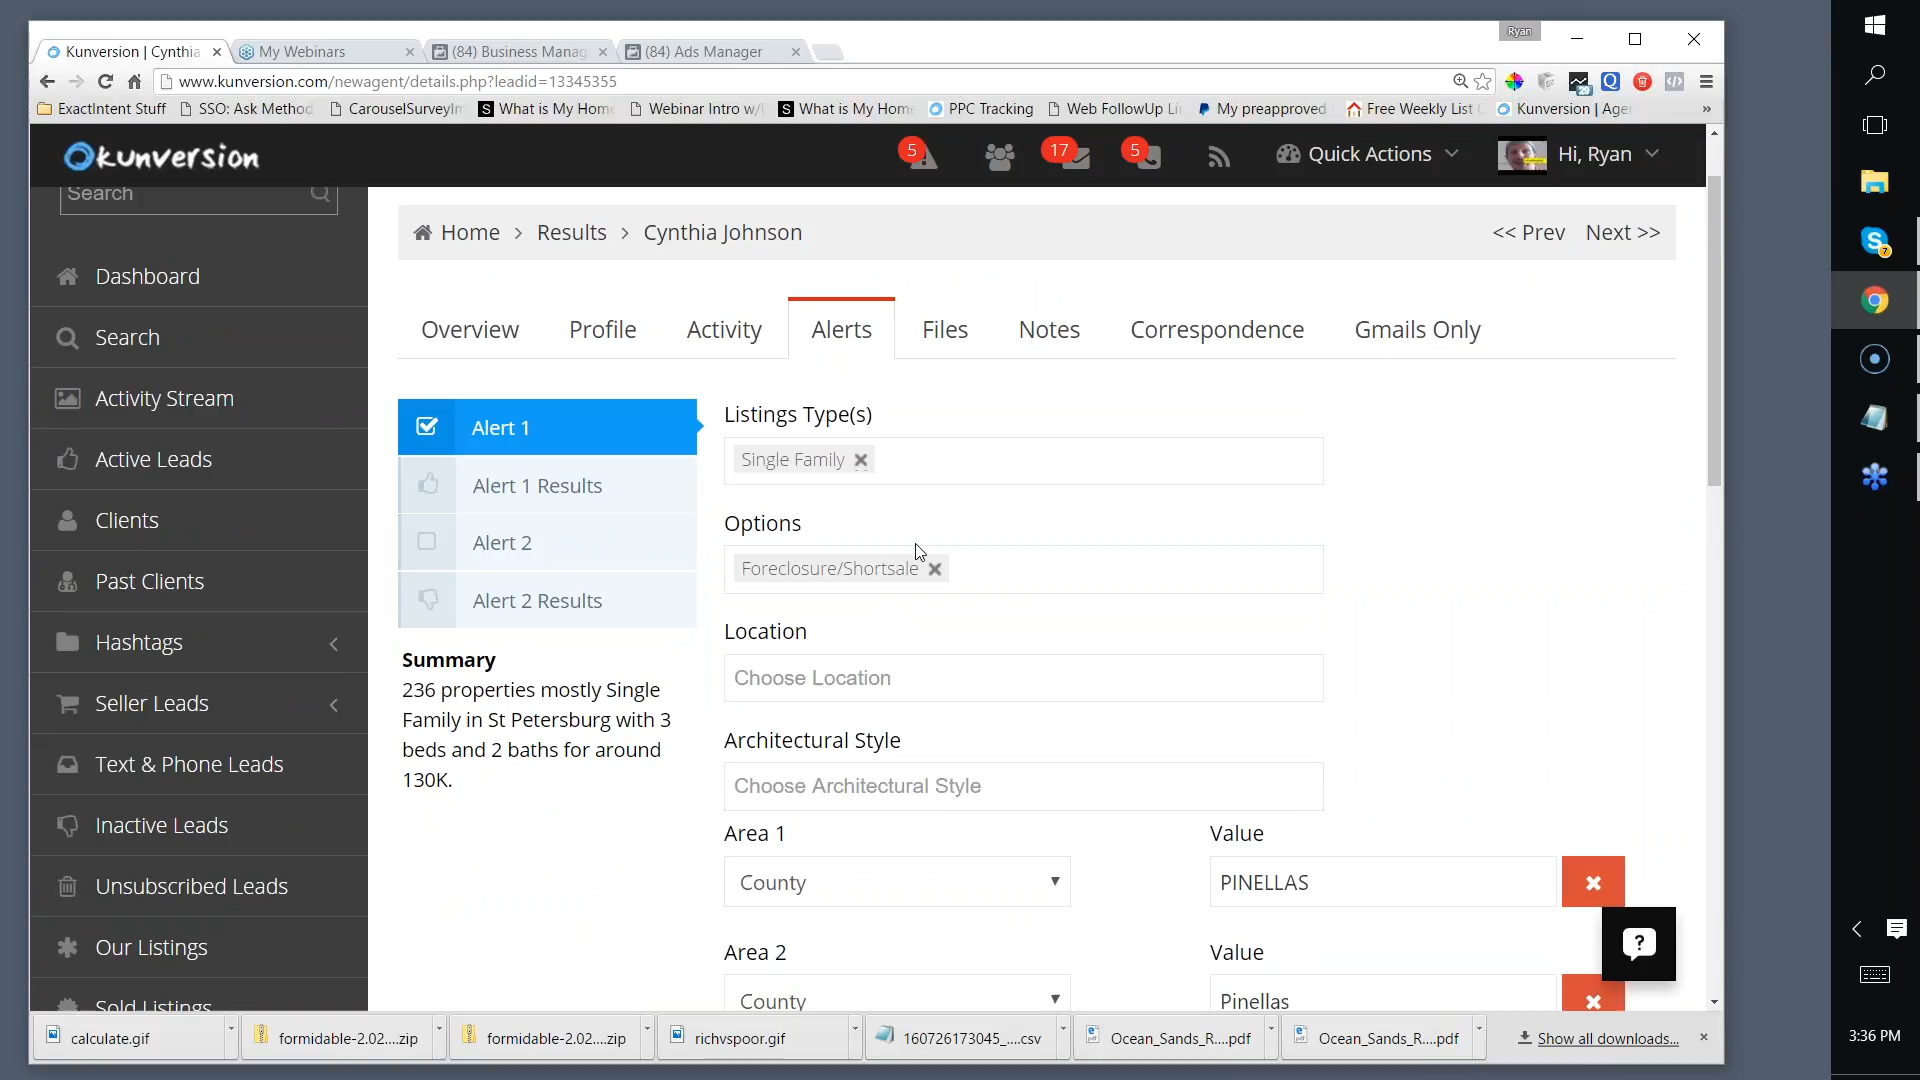 Ryan
Kunversion | Cynthia
My Webinars
(84) Business Manag
(84) Ads Manager
www.kunversion.com/newagent/details.php?leadid=13345355
ExactIntent Stuff
SSO: Ask Method
CarouselSurveyIm
What is My Home
Webinar Intro w/
What is My Home
PPC Tracking
Web FollowUp Li
My preapproved
Free Weekly List
Kunversion | Age
»
29
kunversion
5
17
5
Quick Actions
Hi, Ryan
7
Search
Home > Results > Cynthia Johnson
<< Prev Next >>
Dashboard
Search
Activity Stream
Active Leads
Clients
Past Clients
Hashtags
Seller Leads
Text & Phone Leads
Inactive Leads
Unsubscribed Leads
Our Listings
Sold Listings
Overview
Profile
Activity
Alerts
Files
Notes
Correspondence
Gmails Only
Alert 1
Alert 1 Results
Alert 2
Alert 2 Results
Summary
236 properties mostly Single
Family in St Petersburg with 3
beds and 2 baths for around
130K.
Listings Type(s)
Single Family
Options
Foreclosure/Shortsale
Location
Choose Location
Architectural Style
Choose Architectural Style
Area 1
Value
County
PINELLAS
Area 2
Value
County
Pinellas
?
calculate.gif
formidable-2.02....zip
formidable-2.02....zip
richvspoor.gif
160726173045_....csv
Ocean_Sands_R....pdf
Ocean_Sands_R....pdf
Show all downloads...
3:36 PM